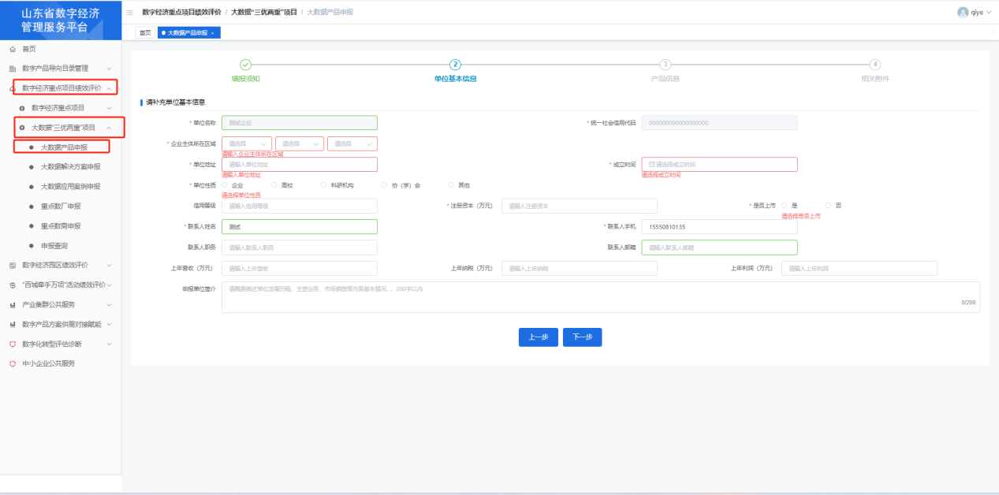 山东省数字经济
管理服务平台
数字经济重点项目绩效评价 / 大数据"三优两重"项目 / 大数据产品申报
qiye
首页
大数据产品申报 ×
首页
数字产品导向目录管理
数字经济重点项目绩效评价
数字经济重点项目
大数据"三优两重"项目
大数据产品申报
大数据解决方案申报
大数据应用案例申报
重点数厂申报
重点数商申报
申报查询
数字经济园区绩效评价
"百城牵手万项"活动绩效评价
产业集群公共服务
数字产品方案供需对接赋能
数字化转型评估诊断
中小企业公共服务
填报须知
2
单位基本信息
3
产品信息
4
相关附件
请补充单位基本信息
* 单位名称 测试企业
* 统一社会信用代码 000000000000000000
* 企业主体所在区域 请选择 请选择 请选择
请输入企业主体所在区域
* 单位地址 请输入单位地址
请输入单位地址
* 成立时间 请选择成立时间
请选择成立时间
* 单位性质 企业 高校 科研机构 协（学）会 其他
请选择单位性质
信用等级 请输入信用等级
* 注册资本（万元） 请输入注册资本
* 是否上市 是 否
请选择是否上市
* 联系人姓名 测试
* 联系人手机 15550810135
联系人职务 请输入联系人职务
联系人邮箱 请输入联系人邮箱
上年营收（万元） 请输入上年营收
上年纳税（万元） 请输入上年纳税
上年利润（万元） 请输入上年利润
申报单位简介 请概要描述单位发展历程、主营业务、市场销售等方面基本情况... 200字以内
0/200
上一步
下一步